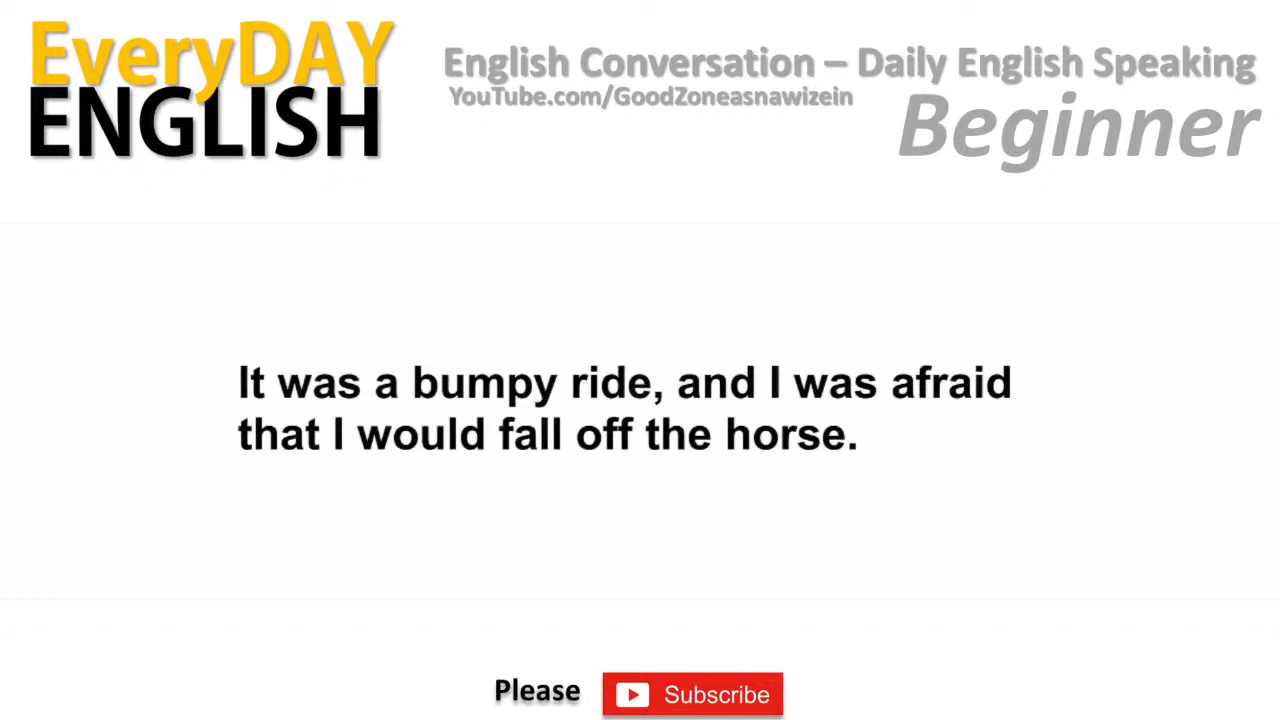 EveryDAY
ENGLISH
English Conversation – Daily English Speaking
YouTube.com/GoodZoneasnawizein
Beginner
It was a bumpy ride, and I was afraid
that I would fall off the horse.
Please Subscribe